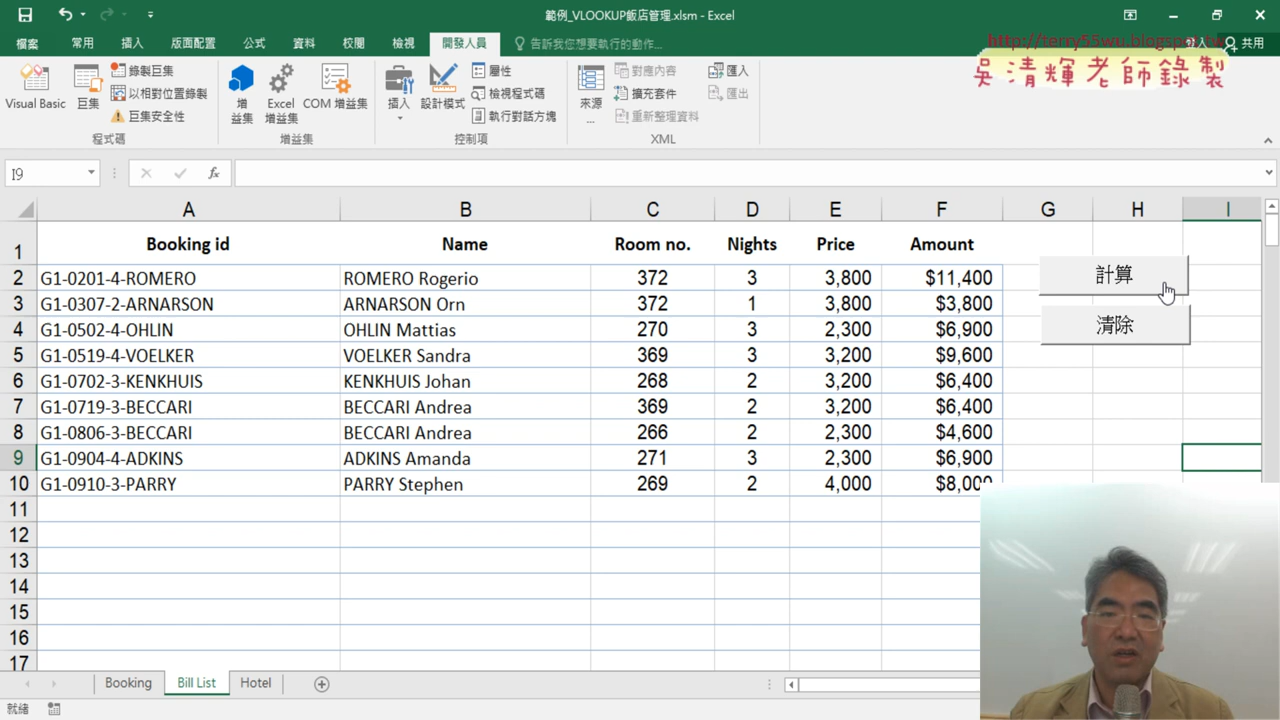 範例_VLOOKUP飯店管理.xlsm - Excel
檔案 常用 插入 版面配置 公式 資料 校閱 檢視 開發人員 告訴我您想要執行的動作... 共用
http://terry55wu.blogspot.tw
吳清輝老師錄製
Visual Basic 巨集 錄製巨集 以相對位置錄製 巨集安全性 程式碼
增益集 Excel 增益集 COM 增益集 增益集
插入 設計模式 屬性 檢視程式碼 執行對話方塊 控制項
來源... 對應內容 擴充套件 重新整理資料 匯入 匯出 XML
I9 fx
A B C D E F G H I
1 Booking id Name Room no. Nights Price Amount
2 G1-0201-4-ROMERO ROMERO Rogerio 372 3 3,800 $11,400
3 G1-0307-2-ARNARSON ARNARSON Orn 372 1 3,800 $3,800
4 G1-0502-4-OHLIN OHLIN Mattias 270 3 2,300 $6,900
5 G1-0519-4-VOELKER VOELKER Sandra 369 3 3,200 $9,600
6 G1-0702-3-KENKHUIS KENKHUIS Johan 268 2 3,200 $6,400
7 G1-0719-3-BECCARI BECCARI Andrea 369 2 3,200 $6,400
8 G1-0806-3-BECCARI BECCARI Andrea 266 2 2,300 $4,600
9 G1-0904-4-ADKINS ADKINS Amanda 271 3 2,300 $6,900
10 G1-0910-3-PARRY PARRY Stephen 269 2 4,000 $8,000
11
12
13
14
15
16
17
計算
清除
Booking Bill List Hotel
就緒